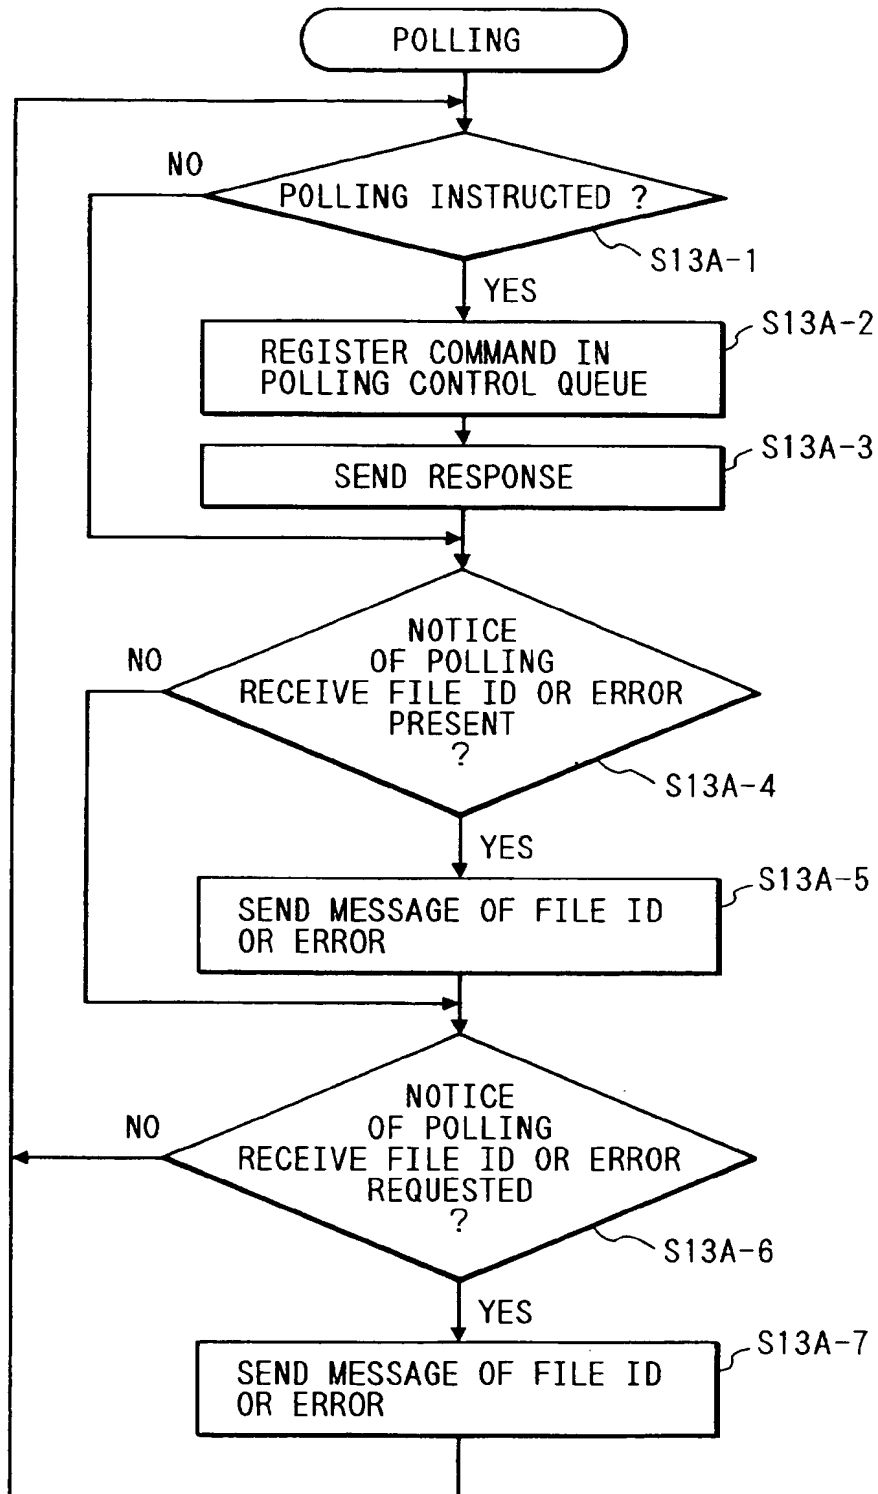 POLLING
NO
POLLING INSTRUCTED ?
S13A-1
YES
S13A-2
REGISTER COMMAND IN
POLLING CONTROL QUEUE
S13A-3
SEND RESPONSE
NOTICE
OF POLLING
NO
RECEIVE FILE ID OR ERROR
PRESENT
?
S13A-4
YES
S13A-5
SEND MESSAGE OF FILE ID
OR ERROR
NOTICE
OF POLLING
NO
RECEIVE FILE ID OR ERROR
REQUESTED
?
S13A-6
YES
S13A-7
SEND MESSAGE OF FILE ID
OR ERROR